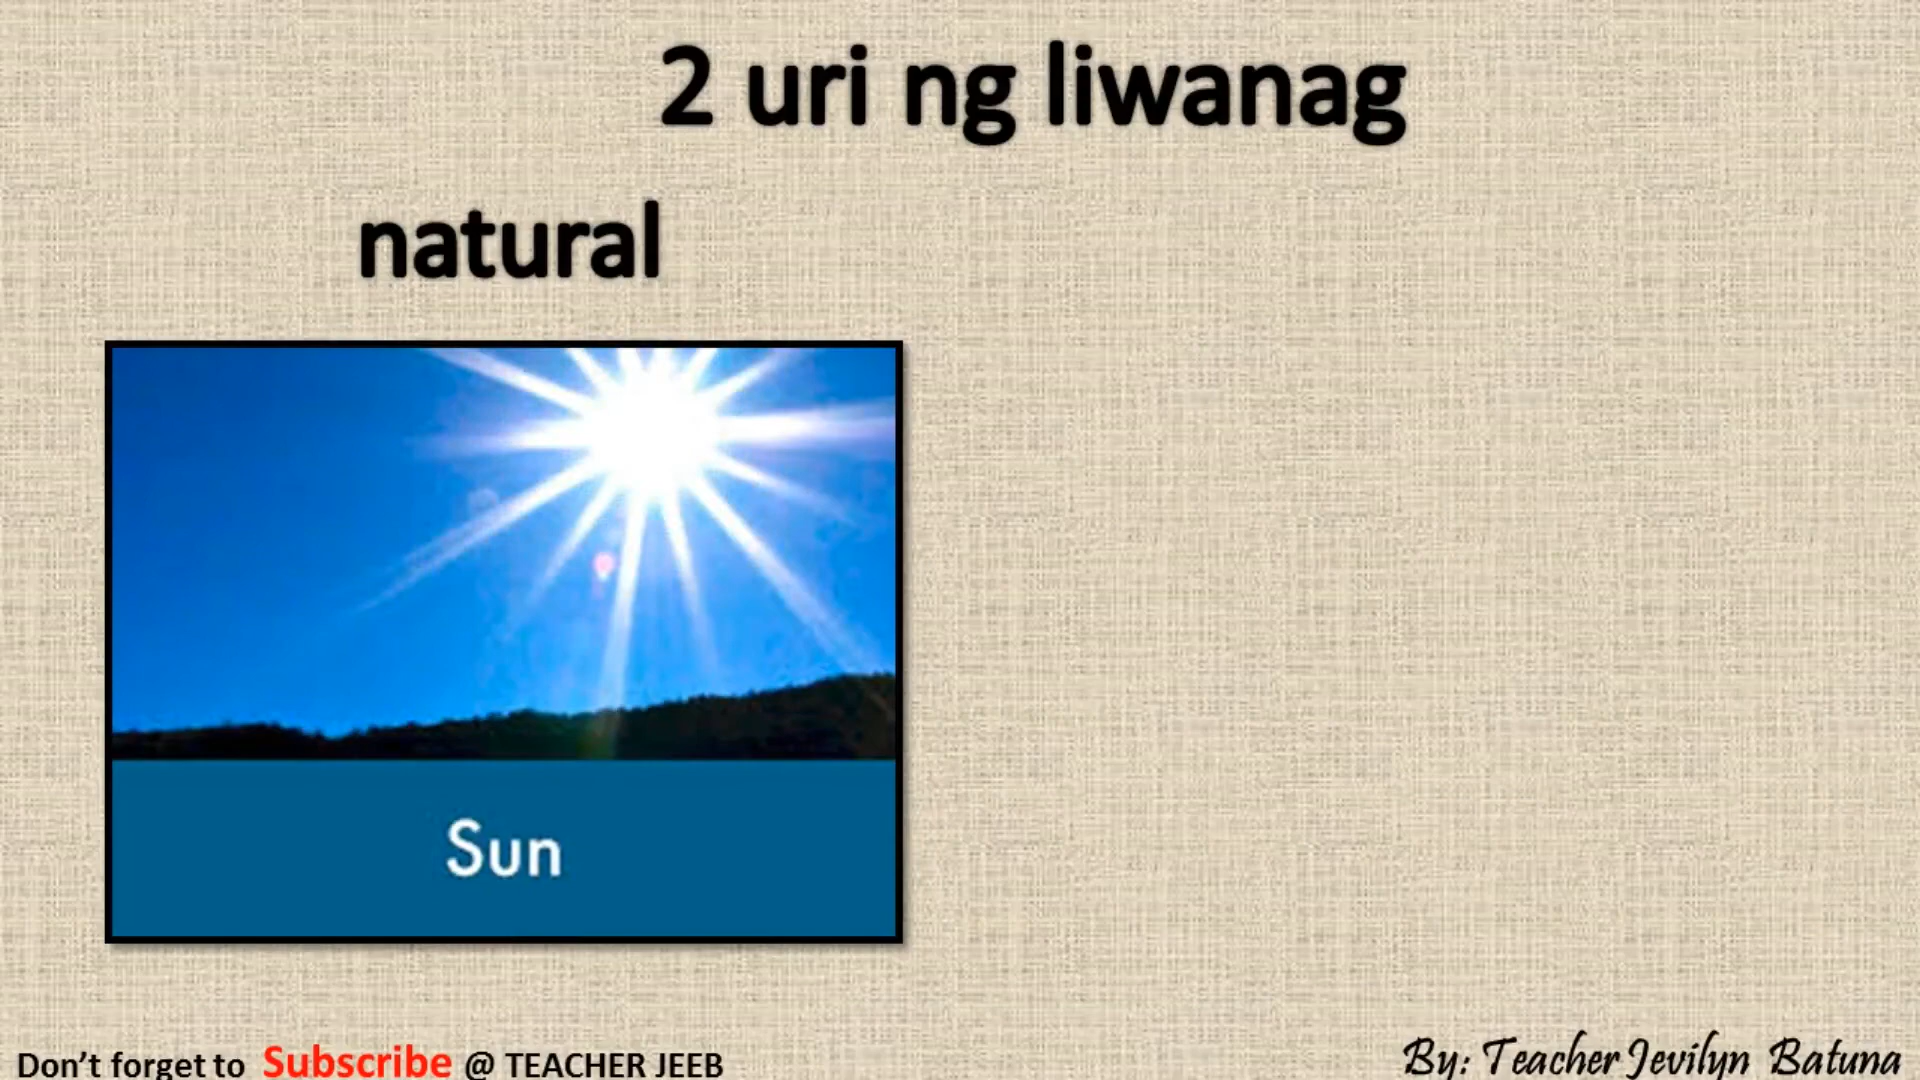 2 uri ng liwanag
natural
Sun
Don't forget to Subscribe @ TEACHER JEEB
By: Teacher Jevilyn Batuna